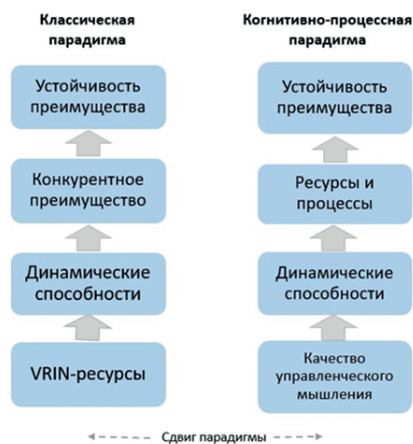 Классическая
парадигма
Устойчивость
преимущества
Конкурентное
преимущество
Динамические
способности
VRIN-ресурсы
Когнитивно-процессная
парадигма
Устойчивость
преимущества
Ресурсы и
процессы
Динамические
способности
Качество
управленческого
мышления
Сдвиг парадигмы